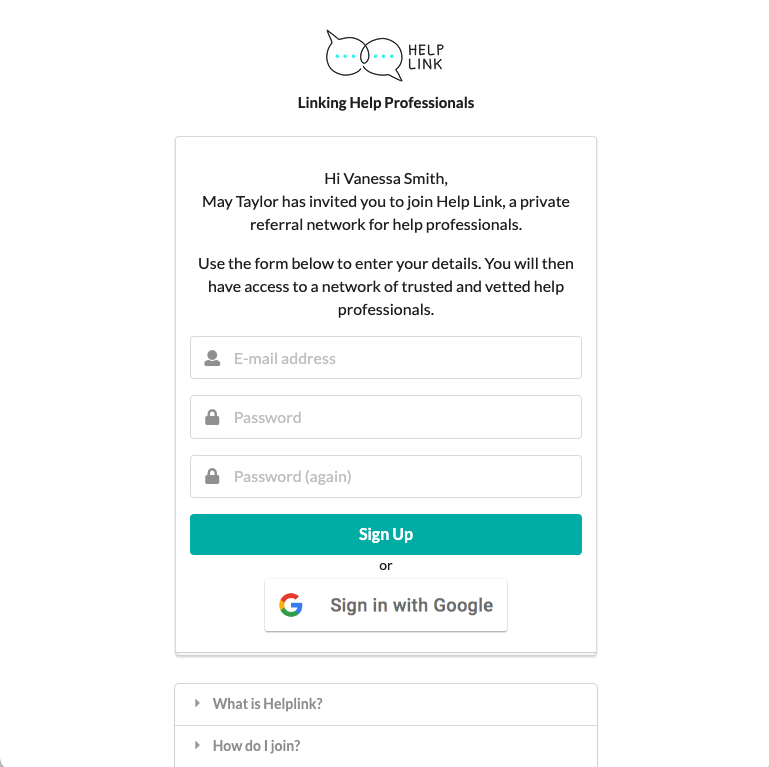 HELP
LINK
Linking Help Professionals
Hi Vanessa Smith,
May Taylor has invited you to join Help Link, a private
referral network for help professionals.
Use the form below to enter your details. You will then
have access to a network of trusted and vetted help
professionals.
E-mail address
Password
Password (again)
Sign Up
or
Sign in with Google
What is Helplink?
How do I join?